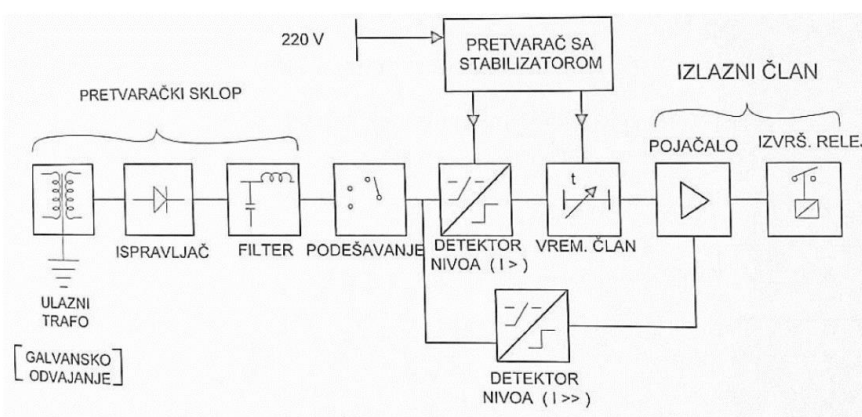 220 V
PRETVARAČ SA
STABILIZATOROM
IZLAZNI ČLAN
PRETVARAČKI SKLOP
POJAČALO
IZVRŠ. RELEJ
t
ISPRAVLJAČ
FILTER
PODEŠAVANJE
DETEKTOR
NIVOA ( I > )
VREM. ČLAN
ULAZNI
TRAFO
GALVANSKO
ODVAJANJE
DETEKTOR
NIVOA ( I >> )